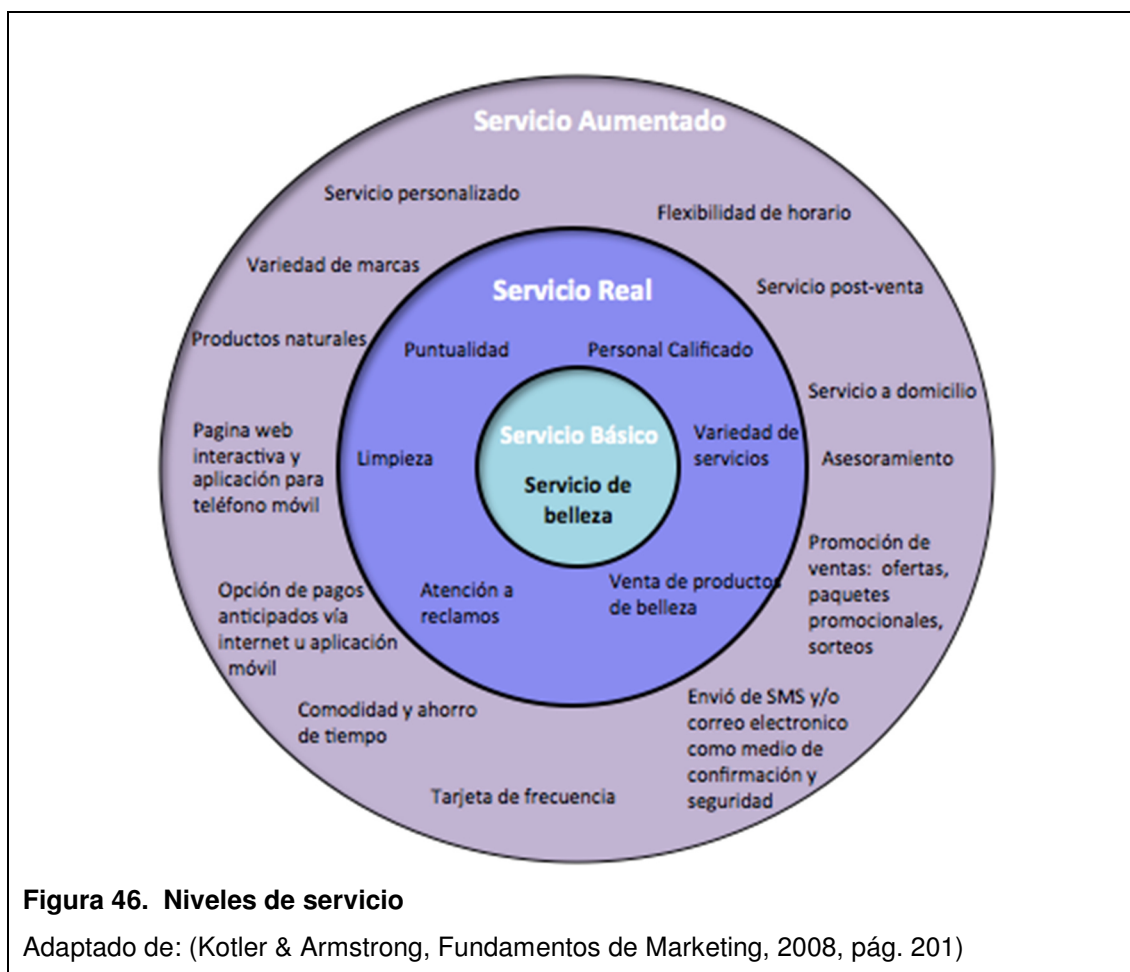 Servicio Aumentado
Servicio personalizado
Flexibilidad de horario
Variedad de marcas
Servicio post-venta
Productos naturales
Servicio a domicilio
Pagina web
interactiva y
aplicación para
teléfono móvil
Asesoramiento
Opción de pagos
anticipados vía
internet u aplicación
móvil
Promoción de
ventas: ofertas,
paquetes
promocionales,
sorteos
Comodidad y ahorro
de tiempo
Envió de SMS y/o
correo electronico
como medio de
confirmación y
seguridad
Tarjeta de frecuencia
Servicio Real
Puntualidad
Personal Calificado
Limpieza
Variedad de
servicios
Atención a
reclamos
Venta de productos
de belleza
Servicio Básico
Servicio de
belleza
Figura 46. Niveles de servicio
Adaptado de: (Kotler & Armstrong, Fundamentos de Marketing, 2008, pág. 201)